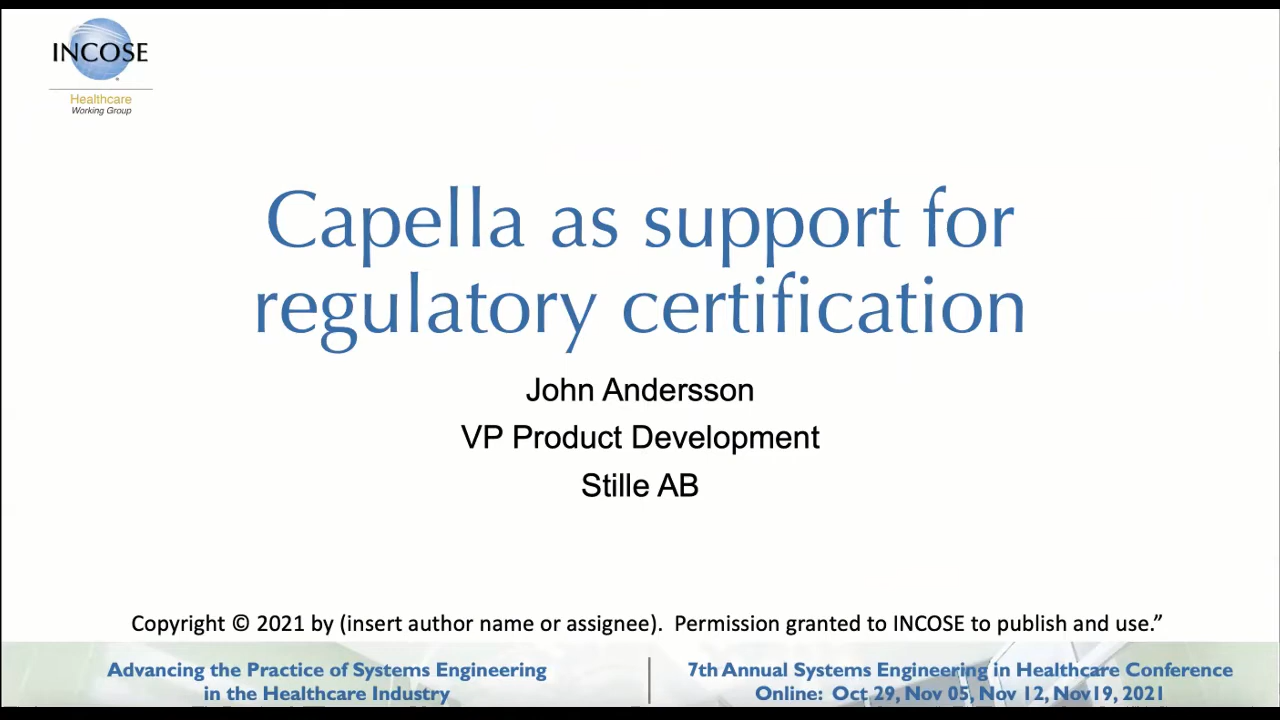 INCOSE
Healthcare
Working Group
Capella as support for
regulatory certification
John Andersson
VP Product Development
Stille AB
Copyright © 2021 by (insert author name or assignee).  Permission granted to INCOSE to publish and use.”
Advancing the Practice of Systems Engineering
in the Healthcare Industry
7th Annual Systems Engineering in Healthcare Conference
Online:  Oct 29, Nov 05, Nov 12, Nov19, 2021